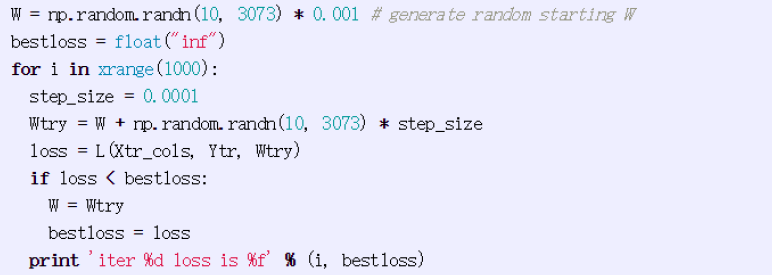 W = np.random.randn(10, 3073) * 0.001 # generate random starting W
bestloss = float("inf")
for i in xrange(1000):
  step_size = 0.0001
  Wtry = W + np.random.randn(10, 3073) * step_size
  loss = L(Xtr_cols, Ytr, Wtry)
  if loss < bestloss:
    W = Wtry
    bestloss = loss
  print 'iter %d loss is %f' % (i, bestloss)